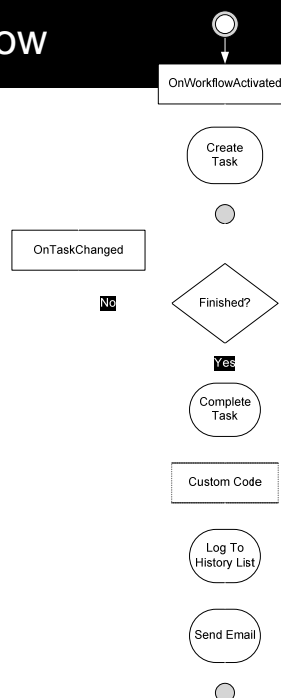 ow
OnWorkflowActivated
Create
Task
OnTaskChanged
Finished?
No
Yes
Complete
Task
Custom Code
Log To
History List
Send Email